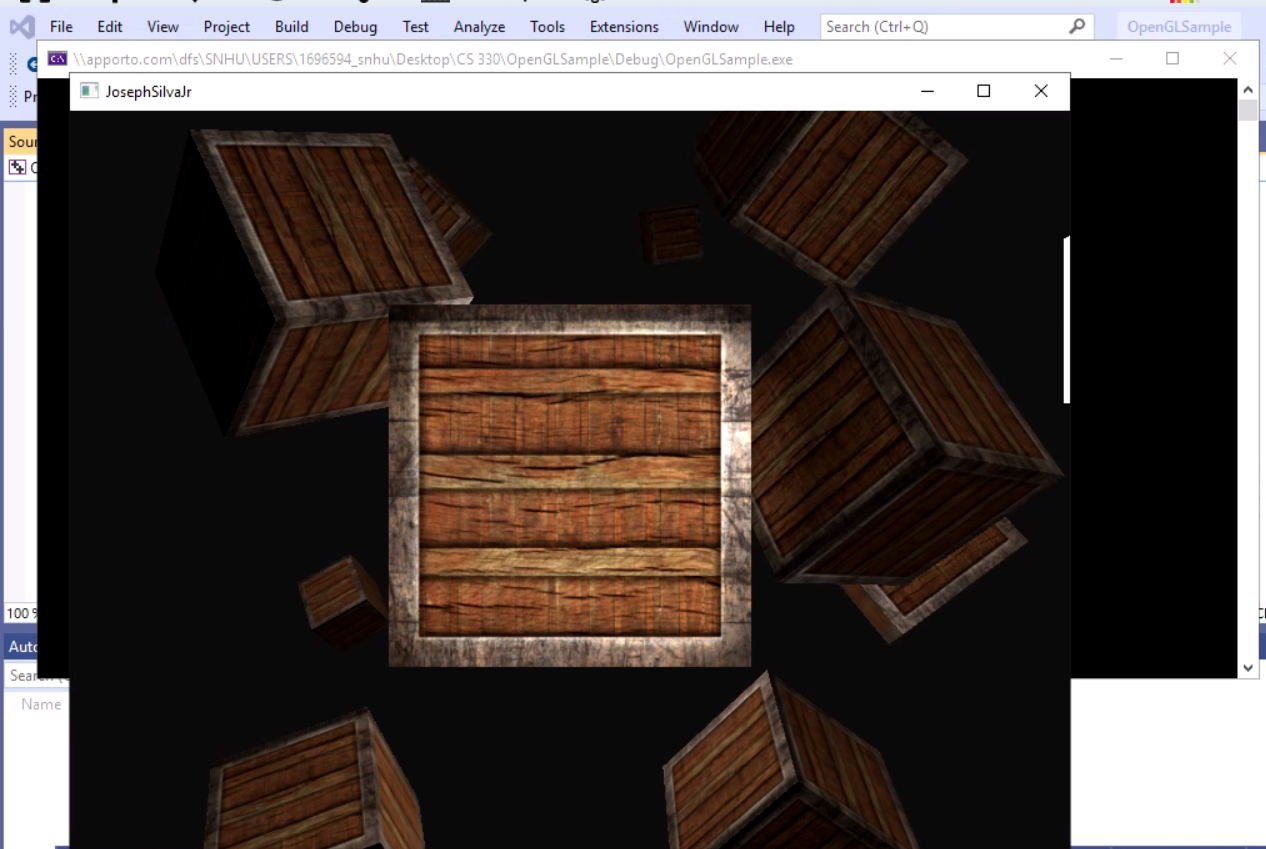 File Edit View Project Build Debug Test Analyze Tools Extensions Window Help Search (Ctrl+Q) OpenGLSample
C:\ \\apporto.com\dfs\SNHU\USERS\1696594_snhu\Desktop\CS 330\OpenGLSample\Debug\OpenGLSample.exe
JosephSilvaJr
100 %
Name